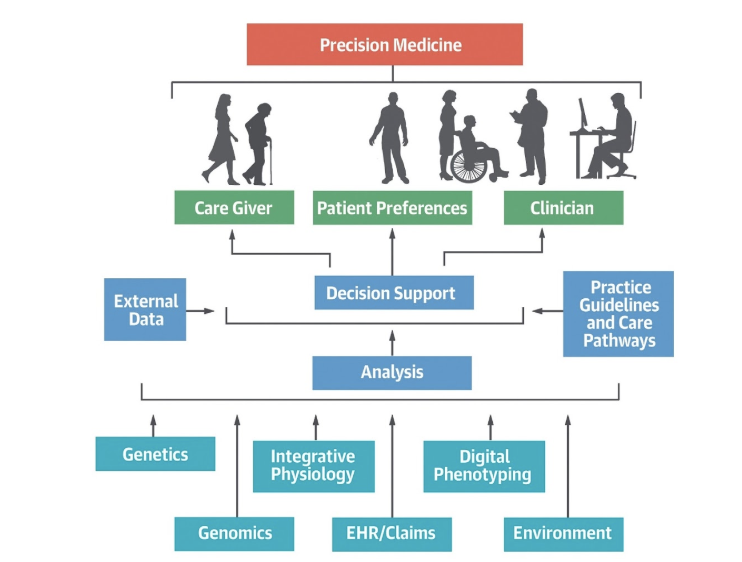 Precision Medicine
Care Giver
Patient Preferences
Clinician
Decision Support
External
Data
Practice
Guidelines
and Care
Pathways
Analysis
Genetics
Integrative
Physiology
Digital
Phenotyping
Genomics
EHR/Claims
Environment